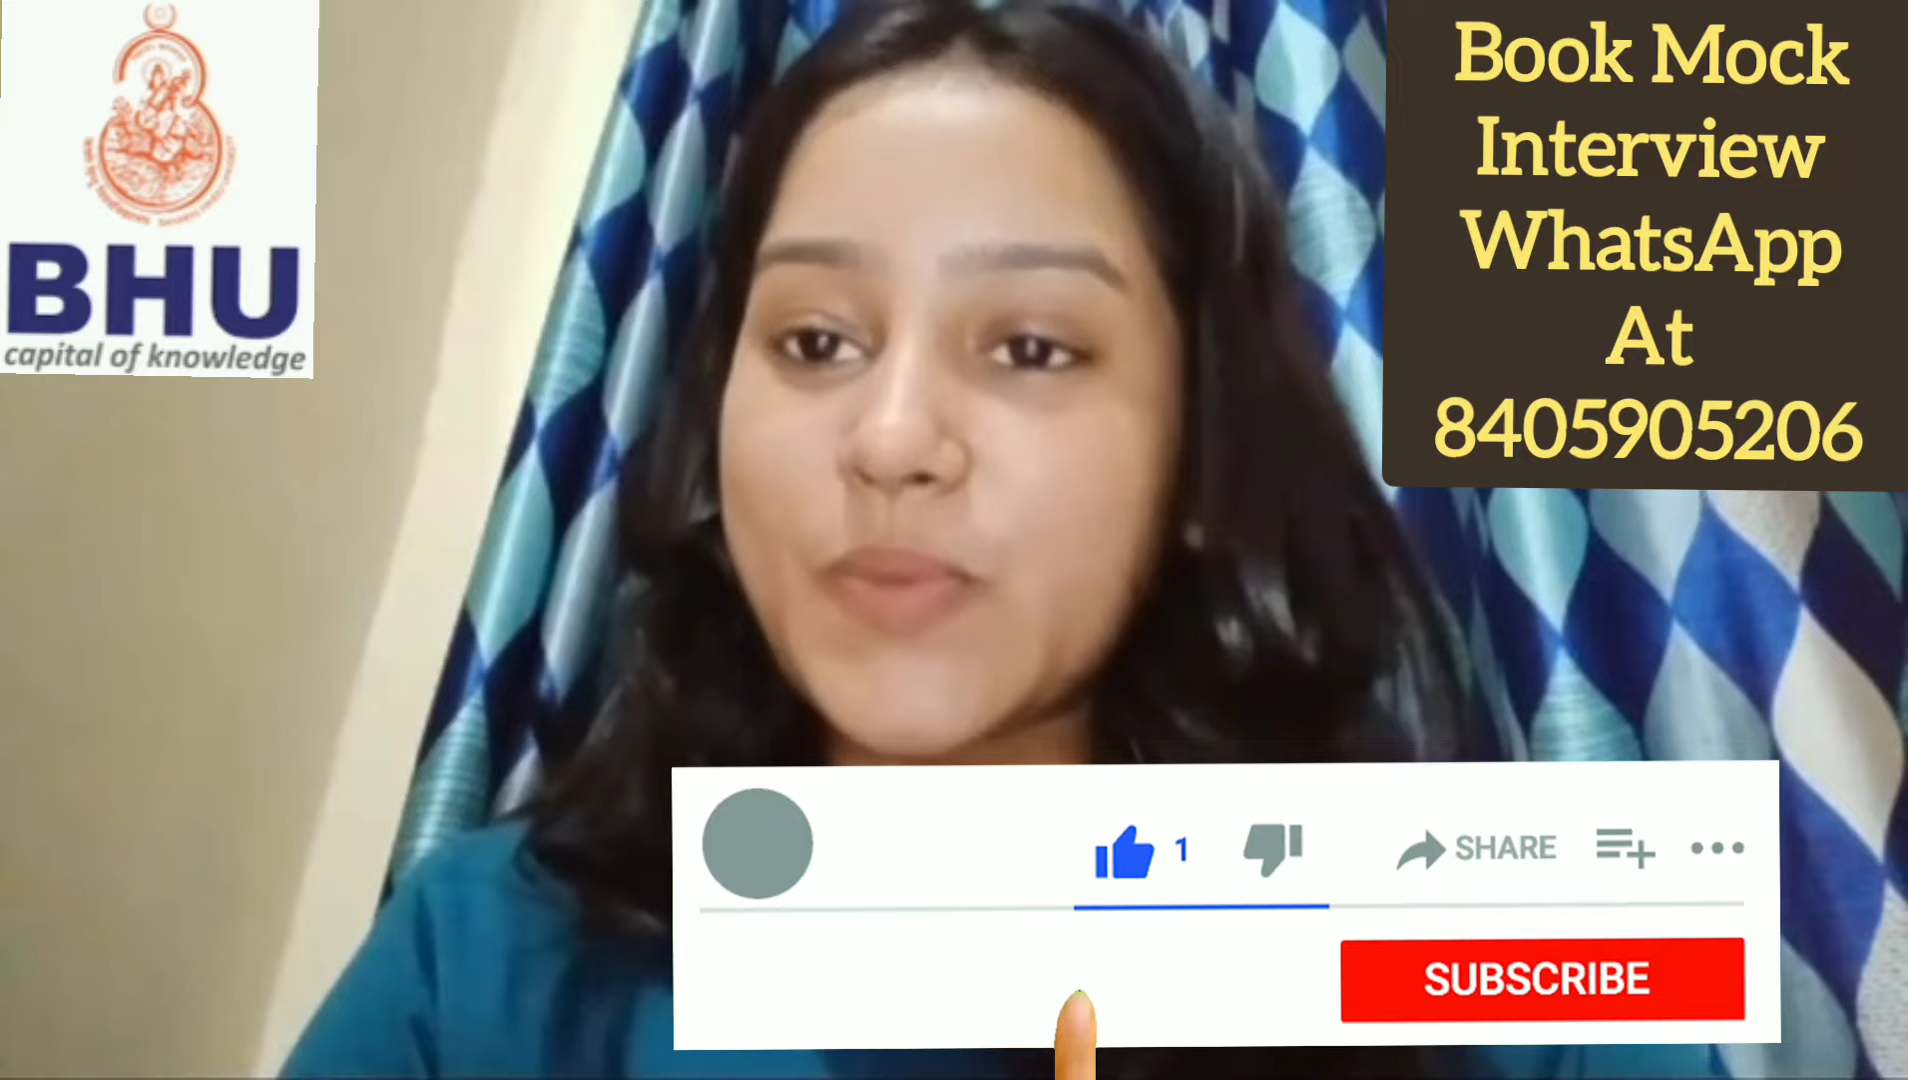 BHU
capital of knowledge
Book Mock
Interview
WhatsApp
At
8405905206
1
SHARE
SUBSCRIBE